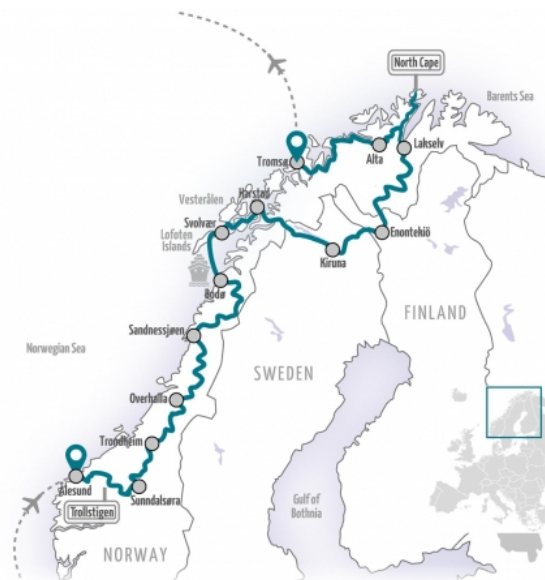 North Cape
Barents Sea
Tromsø
Alta
Lakselv
Harstad
Vesterålen
Svolvær
Lofoten
Islands
Enontekiö
Kiruna
Bodø
FINLAND
Sandnessjøen
Norwegian Sea
SWEDEN
Overhalla
Trondheim
Ålesund
Sunndalsøra
Trollstigen
Gulf of
Bothnia
NORWAY